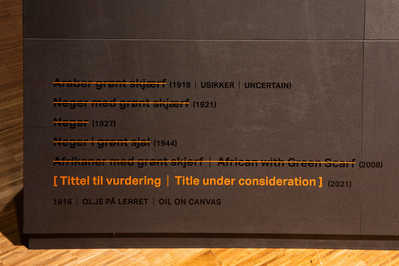 Araber grønt skjærf (1918 | USIKKER | UNCERTAIN)
Neger med grønt skjærf (1921)
Neger (1927)
Neger i grønt sjal (1944)
Afrikaner med grønt skjerf | African with Green Scarf (2008)
[ Tittel til vurdering | Title under consideration ] (2021)
1916 | OLJE PÅ LERRET | OIL ON CANVAS